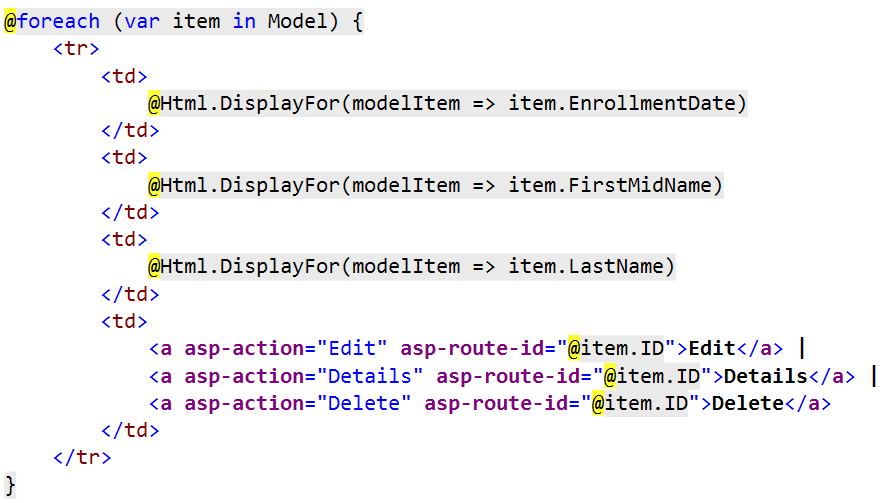 @foreach (var item in Model) {
    <tr>
        <td>
            @Html.DisplayFor(modelItem => item.EnrollmentDate)
        </td>
        <td>
            @Html.DisplayFor(modelItem => item.FirstMidName)
        </td>
        <td>
            @Html.DisplayFor(modelItem => item.LastName)
        </td>
        <td>
            <a asp-action="Edit" asp-route-id="@item.ID">Edit</a> |
            <a asp-action="Details" asp-route-id="@item.ID">Details</a> |
            <a asp-action="Delete" asp-route-id="@item.ID">Delete</a>
        </td>
    </tr>
}